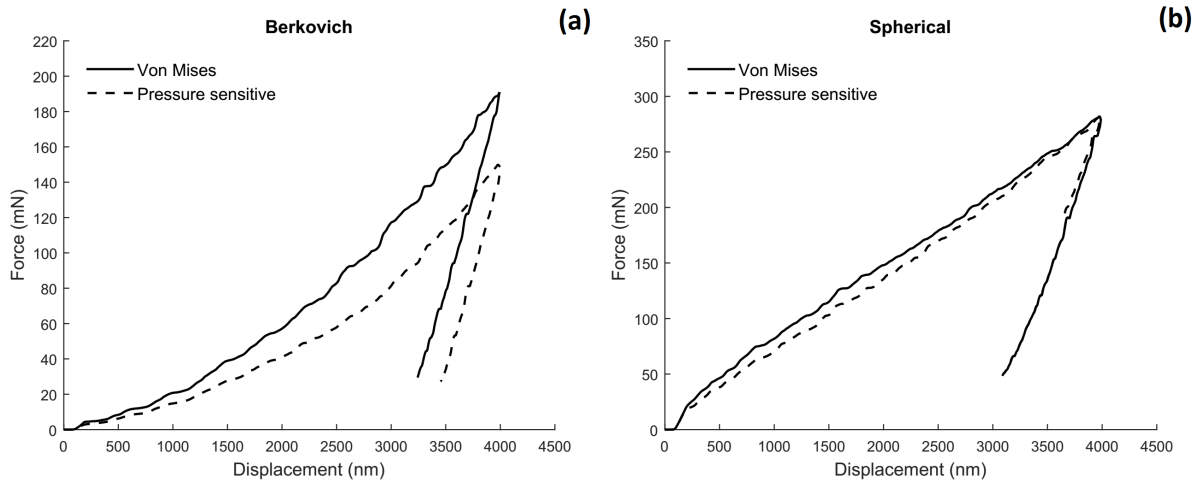 Berkovich
(a)
220
200
180
160
140
120
100
80
60
40
20
0
Force (mN)
Von Mises
Pressure sensitive
0 500 1000 1500 2000 2500 3000 3500 4000 4500
Displacement (nm)
Spherical
(b)
350
300
250
200
150
100
50
0
Force (mN)
Von Mises
Pressure sensitive
0 500 1000 1500 2000 2500 3000 3500 4000 4500
Displacement (nm)